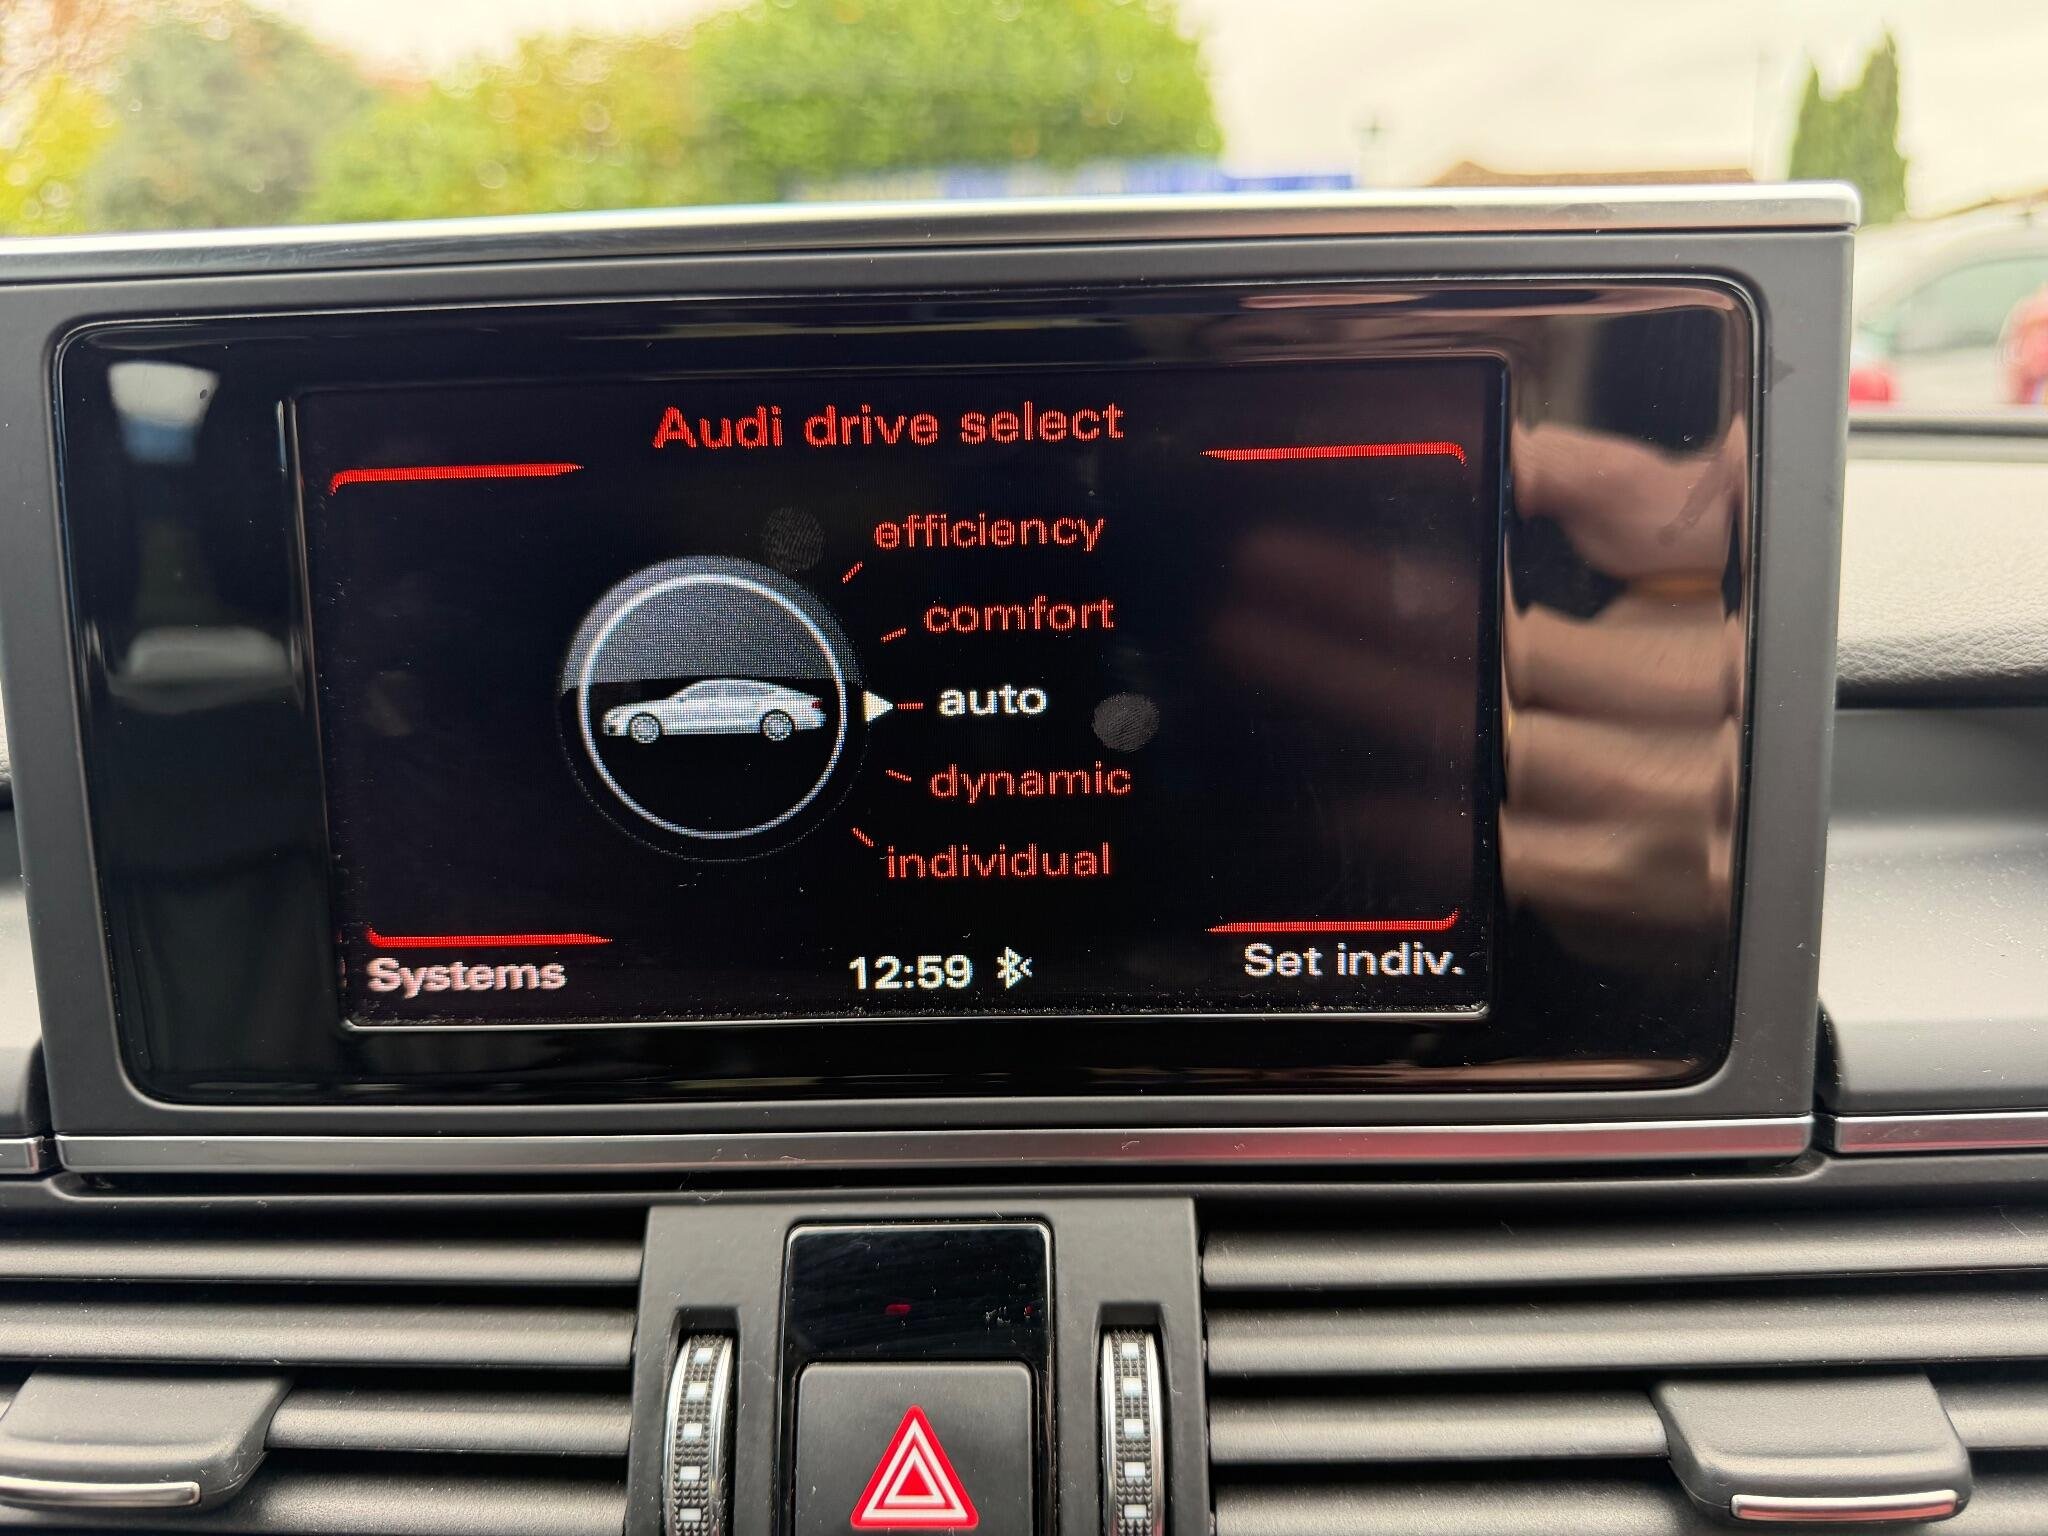 Audi drive select
efficiency
comfort
auto
dynamic
individual
Systems
12:59
Set indiv.